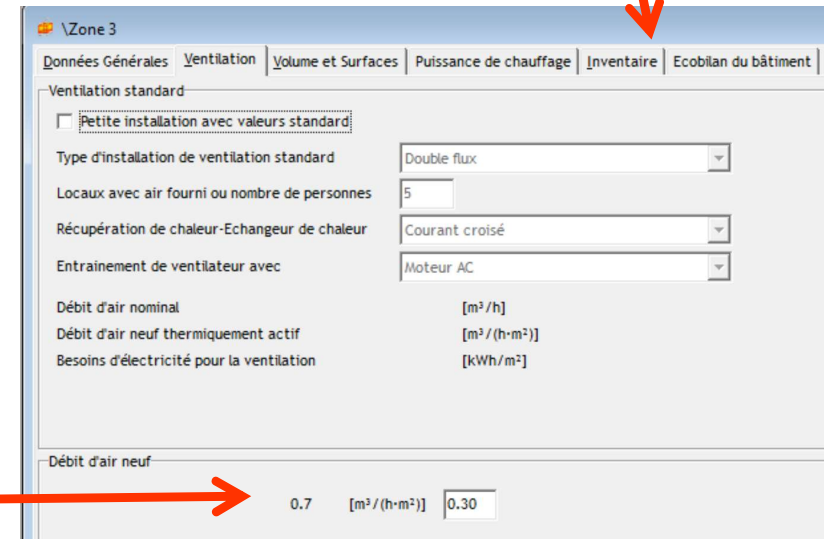 \Zone 3
Données Générales Ventilation Volume et Surfaces Puissance de chauffage Inventaire Ecobilan du bâtiment
Ventilation standard
Petite installation avec valeurs standard
Type d'installation de ventilation standard Double flux
Locaux avec air fourni ou nombre de personnes 5
Récupération de chaleur-Echangeur de chaleur Courant croisé
Entrainement de ventilateur avec Moteur AC
Débit d'air nominal [m³/h]
Débit d'air neuf thermiquement actif [m³/(h·m²)]
Besoins d'électricité pour la ventilation [kWh/m²]
Débit d'air neuf
0.7 [m³/(h·m²)] 0.30